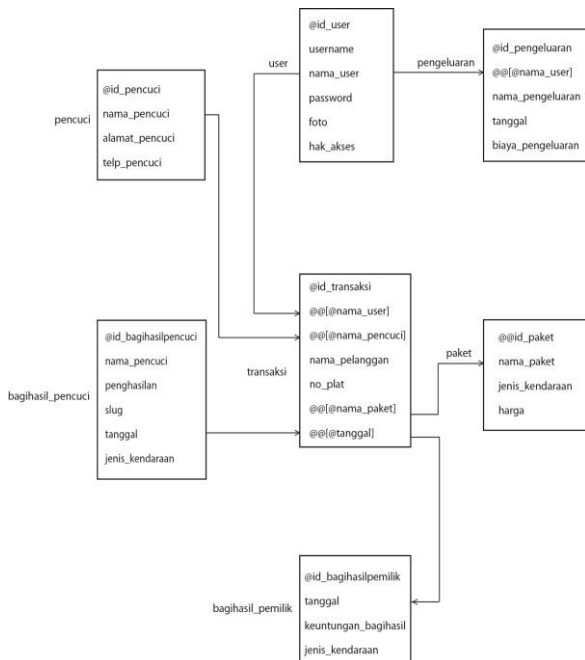 user
@id_user
username
nama_user
password
foto
hak_akses
pengeluaran
@id_pengeluaran
@@[@nama_user]
nama_pengeluaran
tanggal
biaya_pengeluaran
pencuci
@id_pencuci
nama_pencuci
alamat_pencuci
telp_pencuci
transaksi
@id_transaksi
@@[@nama_user]
@@[@nama_pencuci]
nama_pelanggan
no_plat
@@[@nama_paket]
@@[@tanggal]
bagihasil_pencuci
@id_bagihasilpencuci
nama_pencuci
penghasilan
slug
tanggal
jenis_kendaraan
paket
@@id_paket
nama_paket
jenis_kendaraan
harga
bagihasil_pemilik
@id_bagihasilpemilik
tanggal
keuntungan_bagihasil
jenis_kendaraan